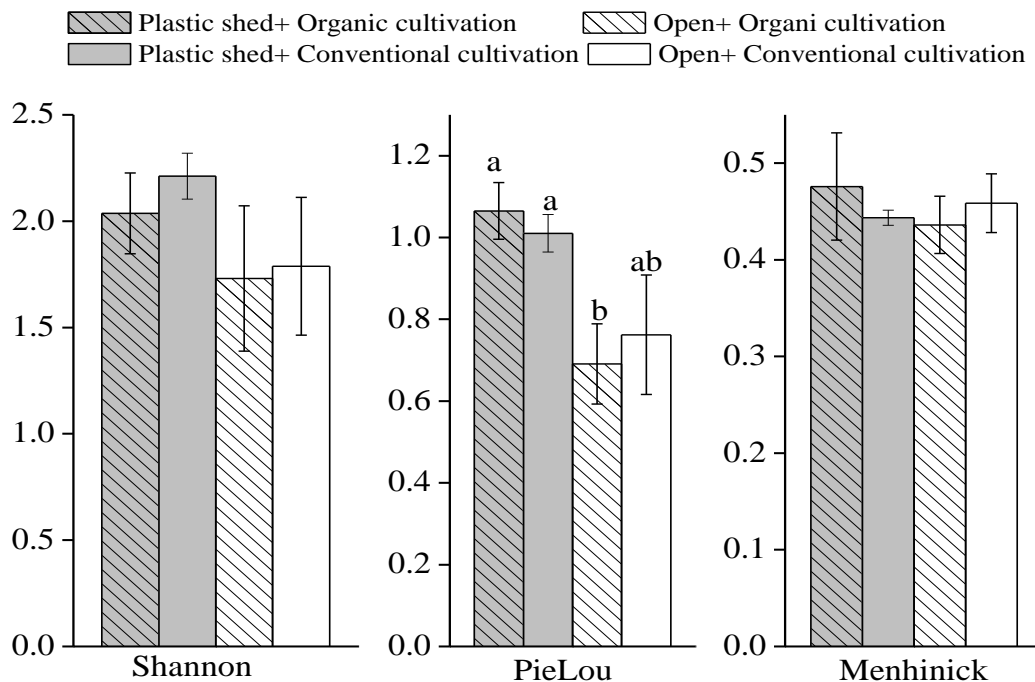 Plastic shed+ Organic cultivation Open+ Organi cultivation
Plastic shed+ Conventional cultivation Open+ Conventional cultivation
2.5
2.0
1.5
1.0
0.5
0.0
Shannon
1.2
1.0
0.8
0.6
0.4
0.2
0.0
a
a
b
ab
PieLou
0.5
0.4
0.3
0.2
0.1
0.0
Menhinick